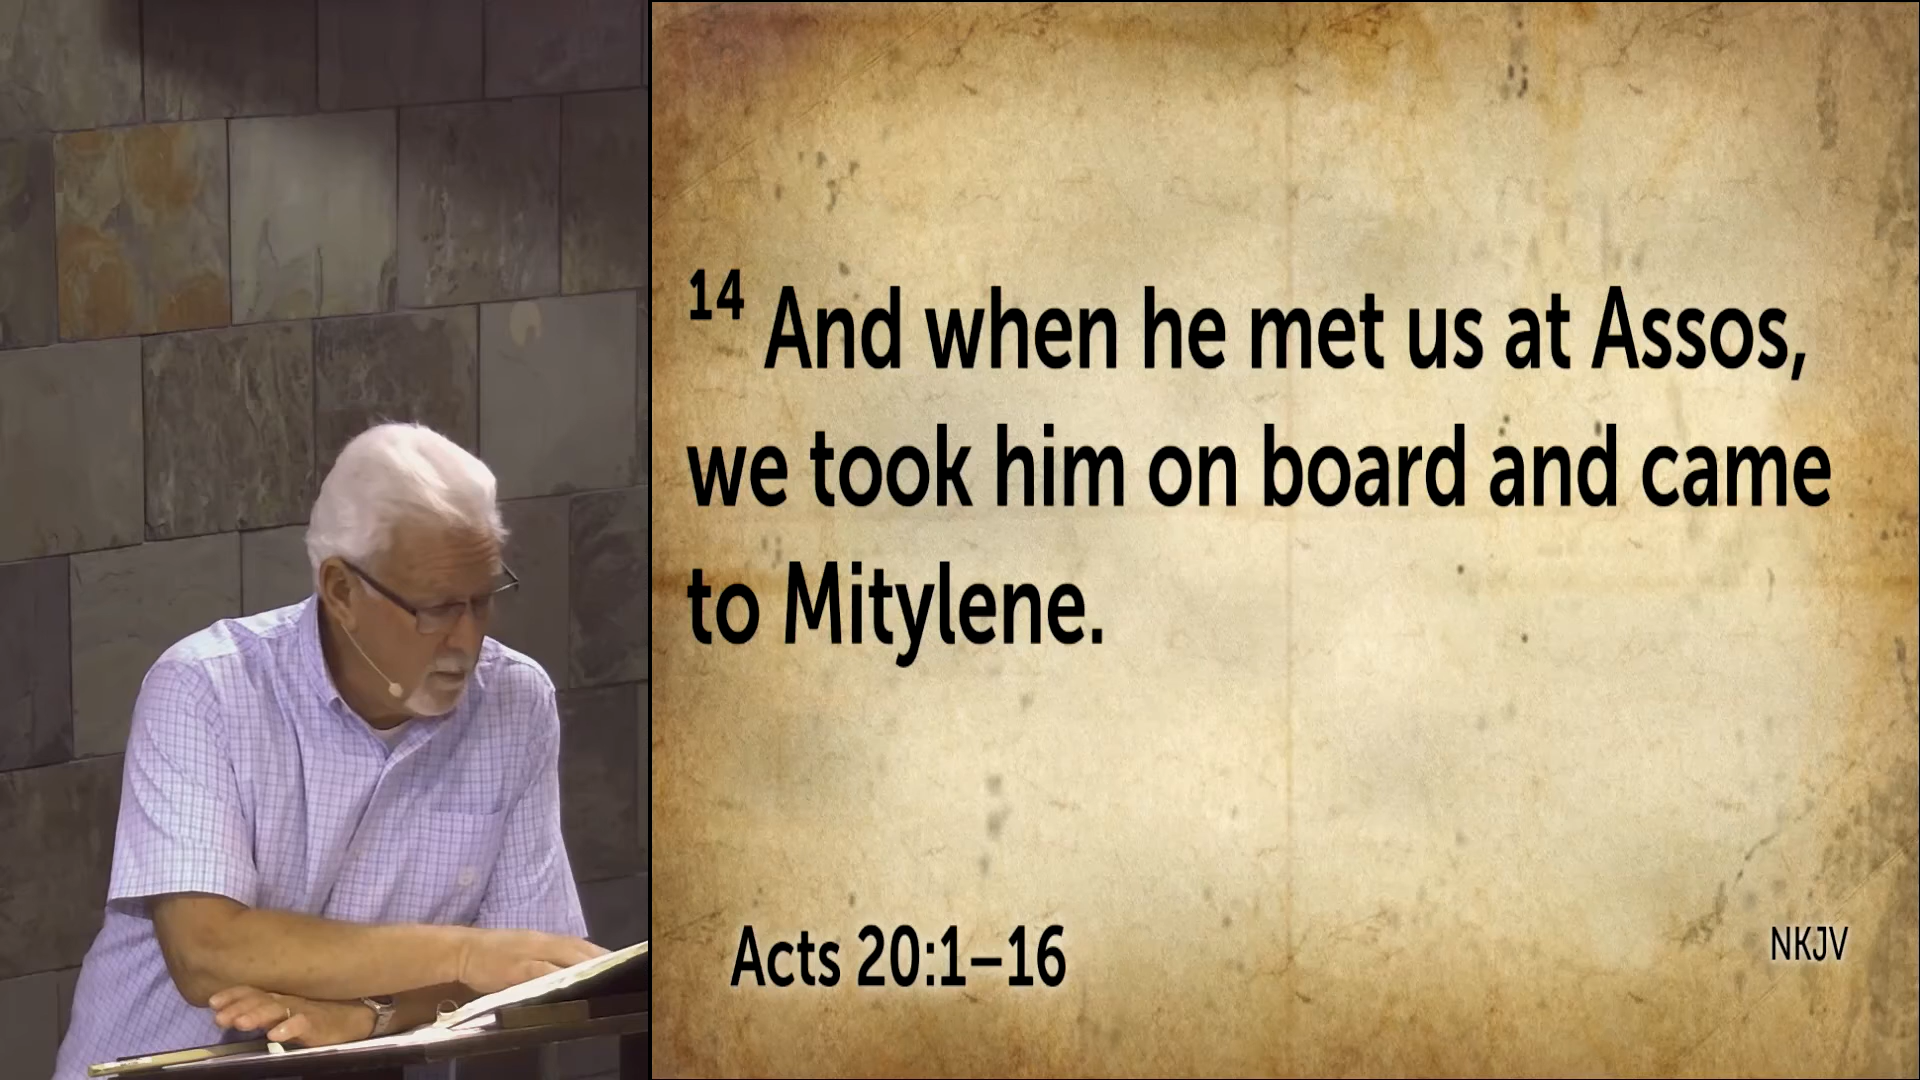 14 And when he met us at Assos,
we took him on board and came
to Mitylene.
Acts 20:1–16
NKJV